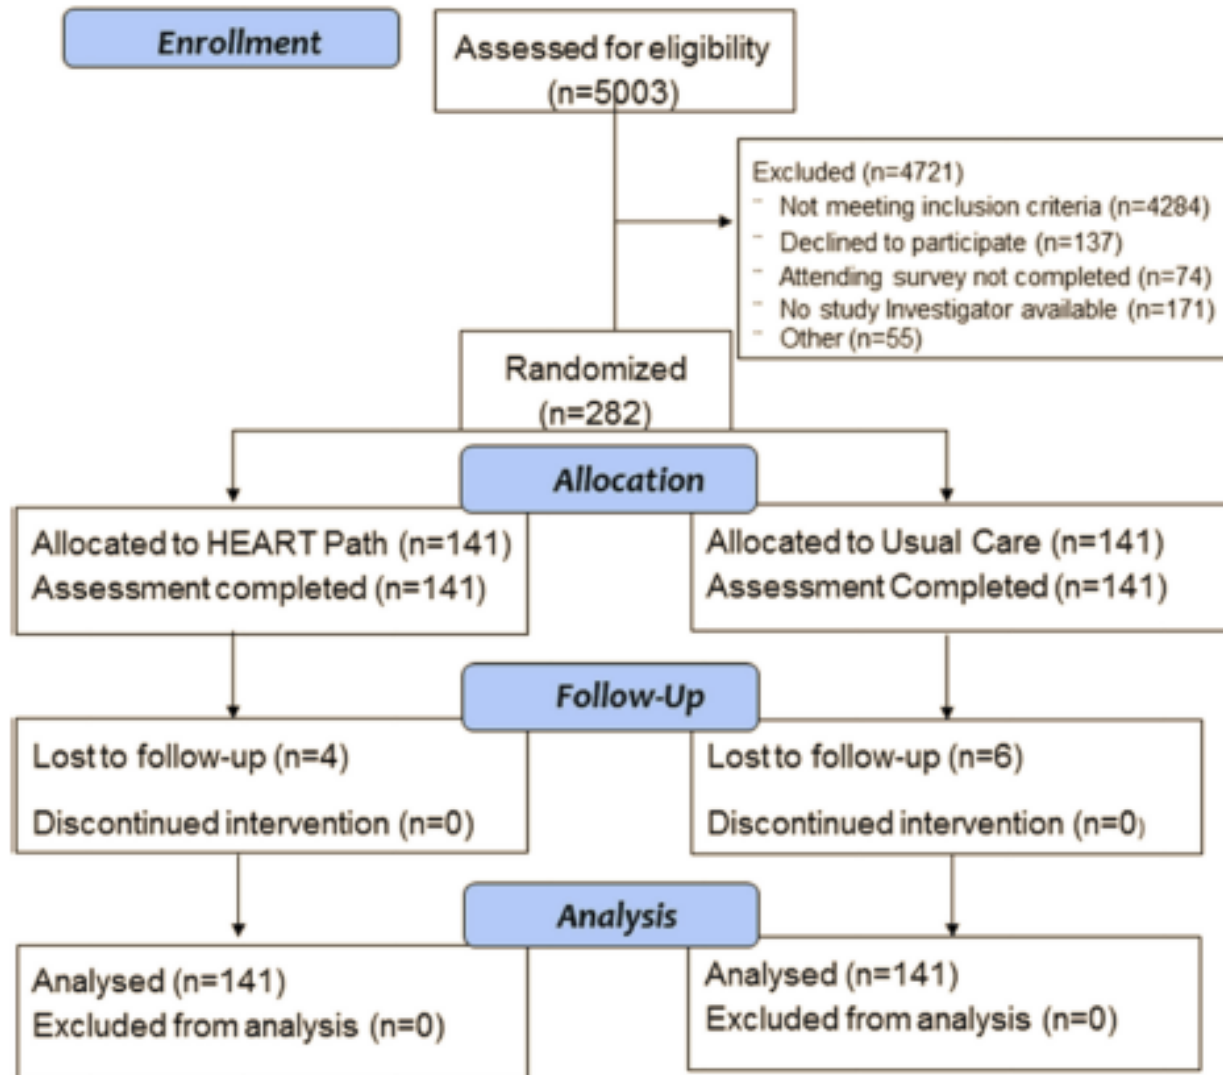 Enrollment
Assessed for eligibility
(n=5003)
Excluded (n=4721)
- Not meeting inclusion criteria (n=4284)
- Declined to participate (n=137)
- Attending survey not completed (n=74)
- No study Investigator available (n=171)
- Other (n=55)
Randomized
(n=282)
Allocation
Allocated to HEART Path (n=141)
Assessment completed (n=141)
Allocated to Usual Care (n=141)
Assessment Completed (n=141)
Follow-Up
Lost to follow-up (n=4)
Discontinued intervention (n=0)
Lost to follow-up (n=6)
Discontinued intervention (n=0)
Analysis
Analysed (n=141)
Excluded from analysis (n=0)
Analysed (n=141)
Excluded from analysis (n=0)